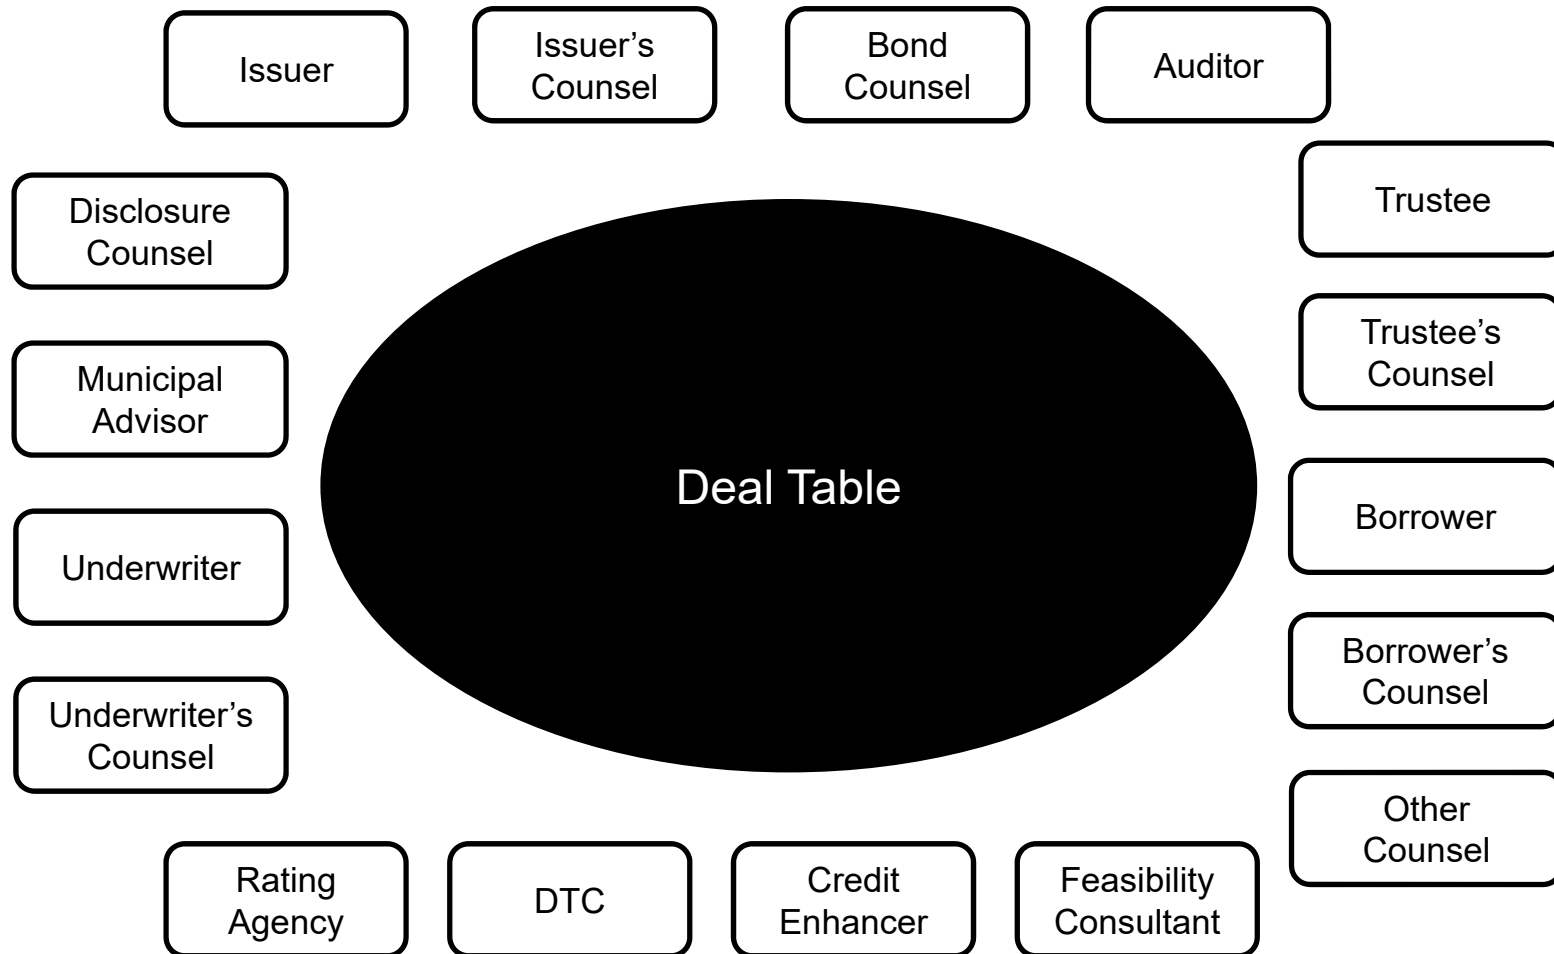 Issuer
Issuer’s
Counsel
Bond
Counsel
Auditor
Disclosure
Counsel
Municipal
Advisor
Underwriter
Underwriter’s
Counsel
Deal Table
Trustee
Trustee’s
Counsel
Borrower
Borrower’s
Counsel
Other
Counsel
Rating
Agency
DTC
Credit
Enhancer
Feasibility
Consultant